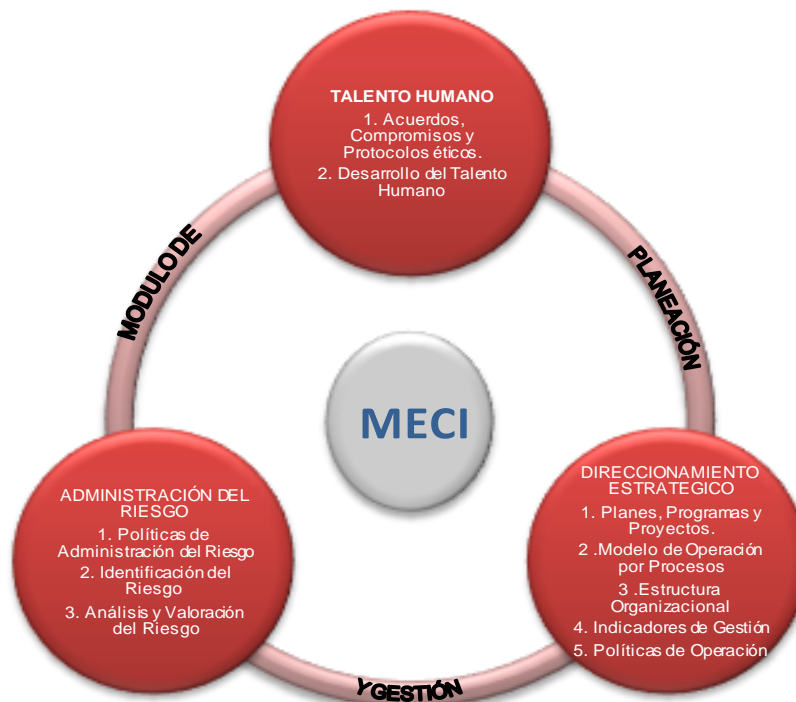 TALENTO HUMANO
1. Acuerdos,
Compromisos y
Protocolos éticos.
2. Desarrollo del Talento
Humano
MODULO DE
PLANEACIÓN
MECI
ADMINISTRACIÓN DEL
RIESGO
1. Políticas de
Administración del Riesgo
2. Identificación del
Riesgo
3. Análisis y Valoración
del Riesgo
DIRECCIONAMIENTO
ESTRATEGICO
1. Planes, Programas y
Proyectos.
2 .Modelo de Operación
por Procesos
3 .Estructura
Organizacional
4. Indicadores de Gestión
5. Políticas de Operación
Y GESTIÓN